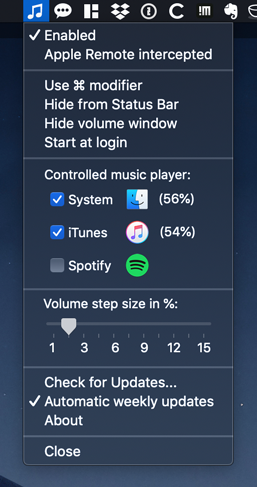 ✓ Enabled
Apple Remote intercepted
Use ⌘ modifier
Hide from Status Bar
Hide volume window
Start at login
Controlled music player:
System (56%)
iTunes (54%)
Spotify
Volume step size in %:
1 3 6 9 12 15
Check for Updates...
✓ Automatic weekly updates
About
Close